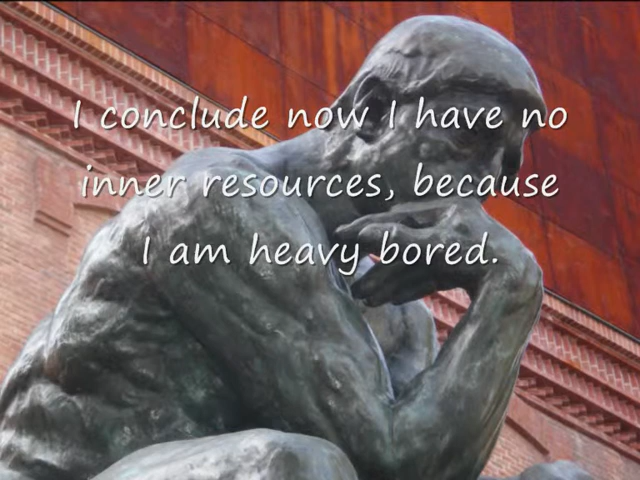 I conclude now I have no
inner resources, because
I am heavy bored.